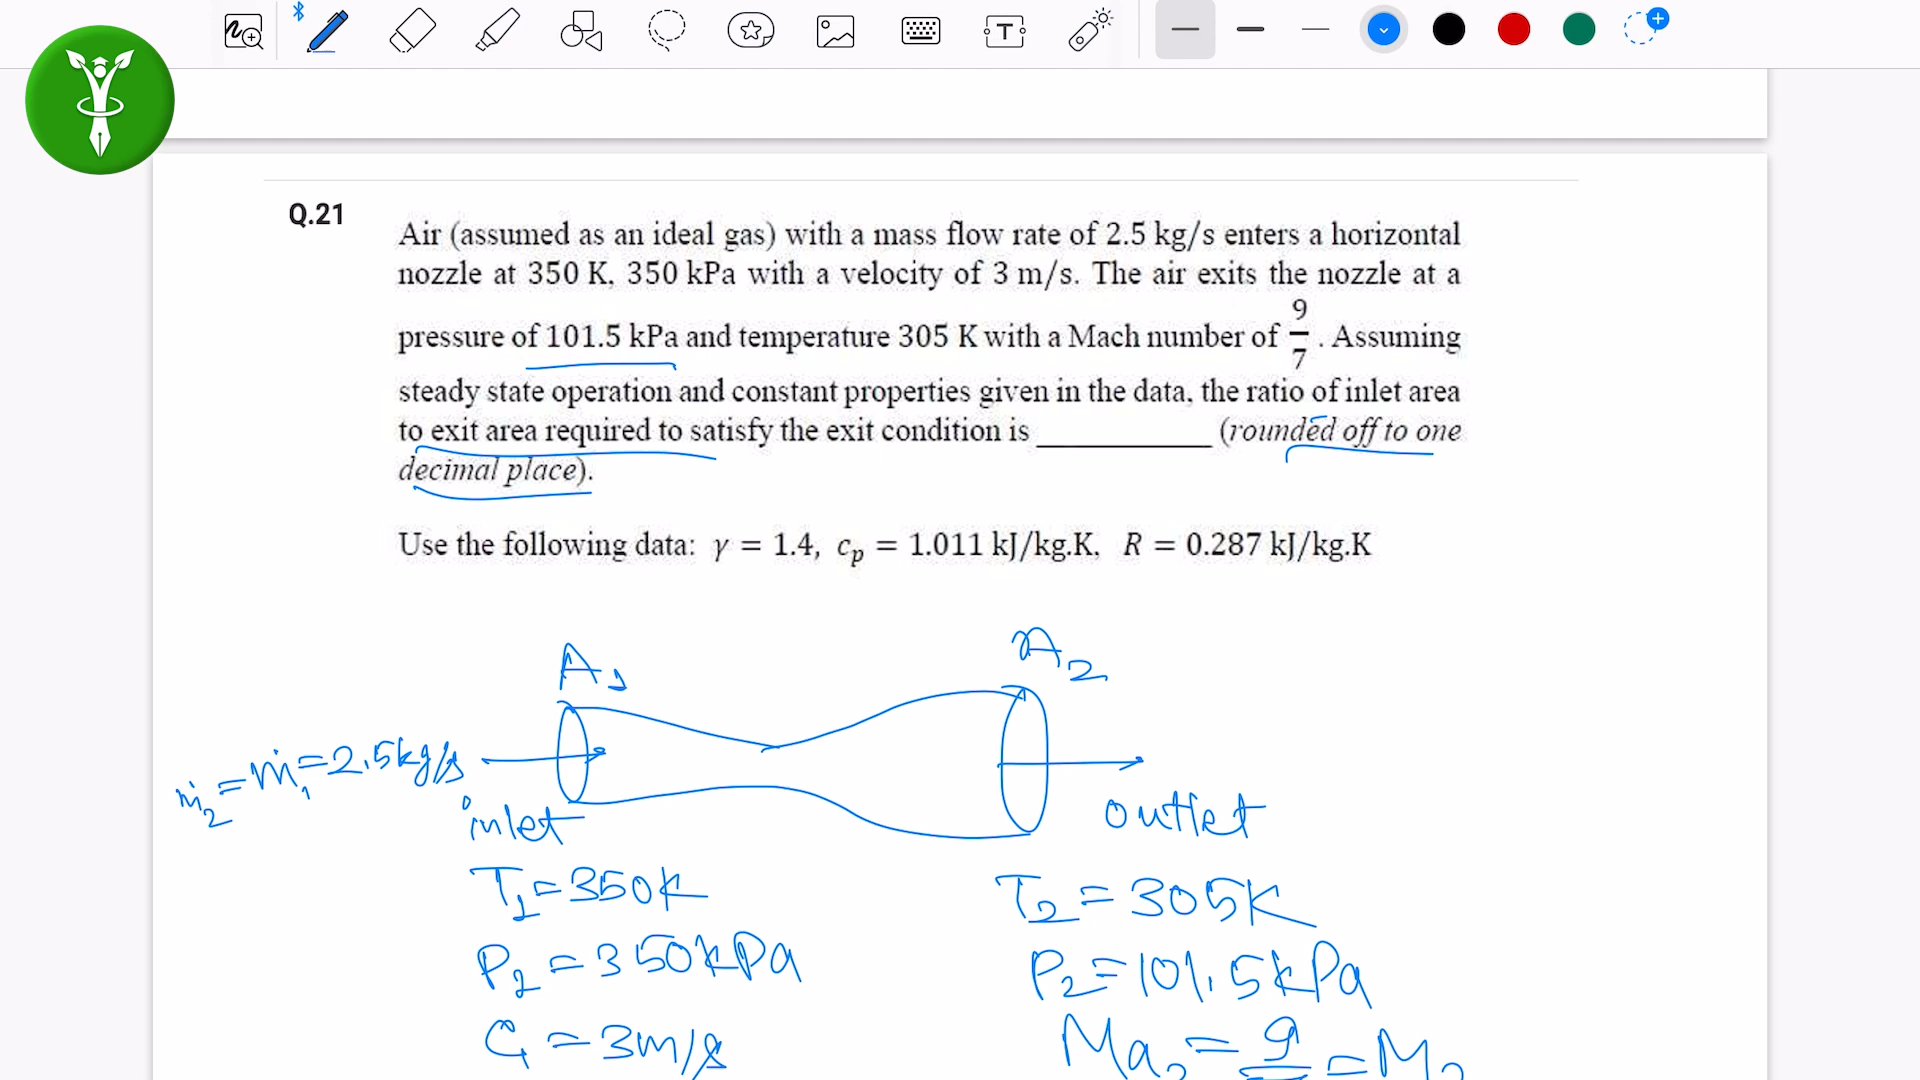 Q.21
Air (assumed as an ideal gas) with a mass flow rate of 2.5 kg/s enters a horizontal
nozzle at 350 K, 350 kPa with a velocity of 3 m/s. The air exits the nozzle at a
pressure of 101.5 kPa and temperature 305 K with a Mach number of 9/7 . Assuming
steady state operation and constant properties given in the data, the ratio of inlet area
to exit area required to satisfy the exit condition is __________ (rounded off to one
decimal place).
Use the following data: γ = 1.4, cp = 1.011 kJ/kg.K, R = 0.287 kJ/kg.K
A1 A2
ṁ2 = ṁ1 = 2.5kg/s
inlet outlet
T1 = 350K T2 = 305K
P1 = 350kPa P2 = 101.5kPa
C1 = 3m/s Ma2 = 9 = M2